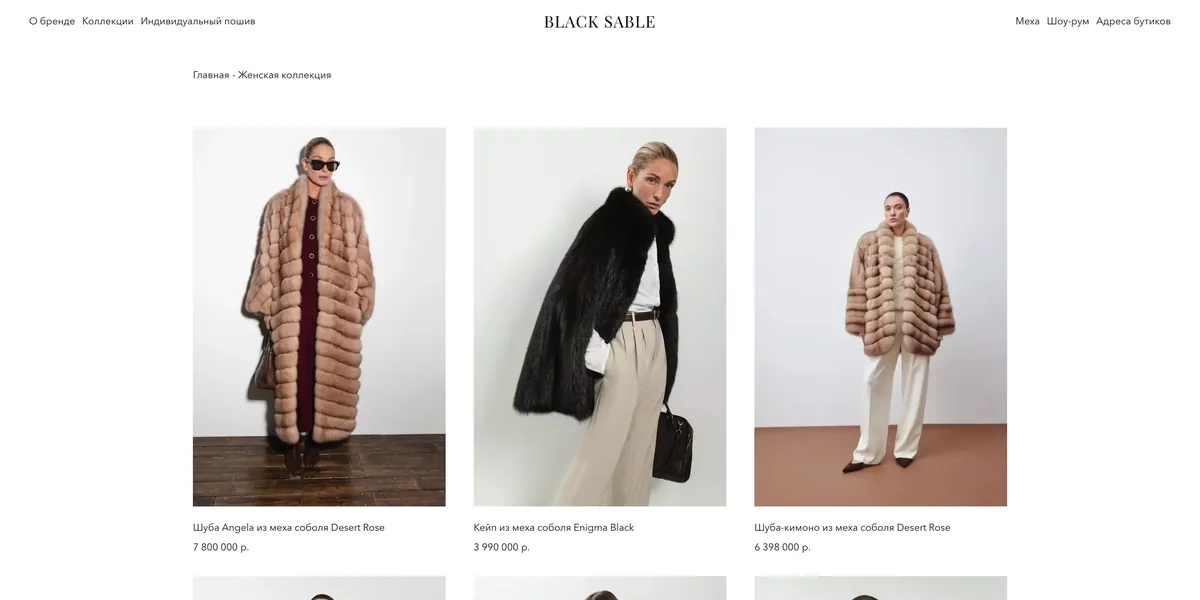 О бренде Коллекции Индивидуальный пошив BLACK SABLE Меха Шоу-рум Адреса бутиков
Главная - Женская коллекция
Шуба Angela из меха соболя Desert Rose
7 800 000 р.
Кейп из меха соболя Enigma Black
3 990 000 р.
Шуба-кимоно из меха соболя Desert Rose
6 398 000 р.